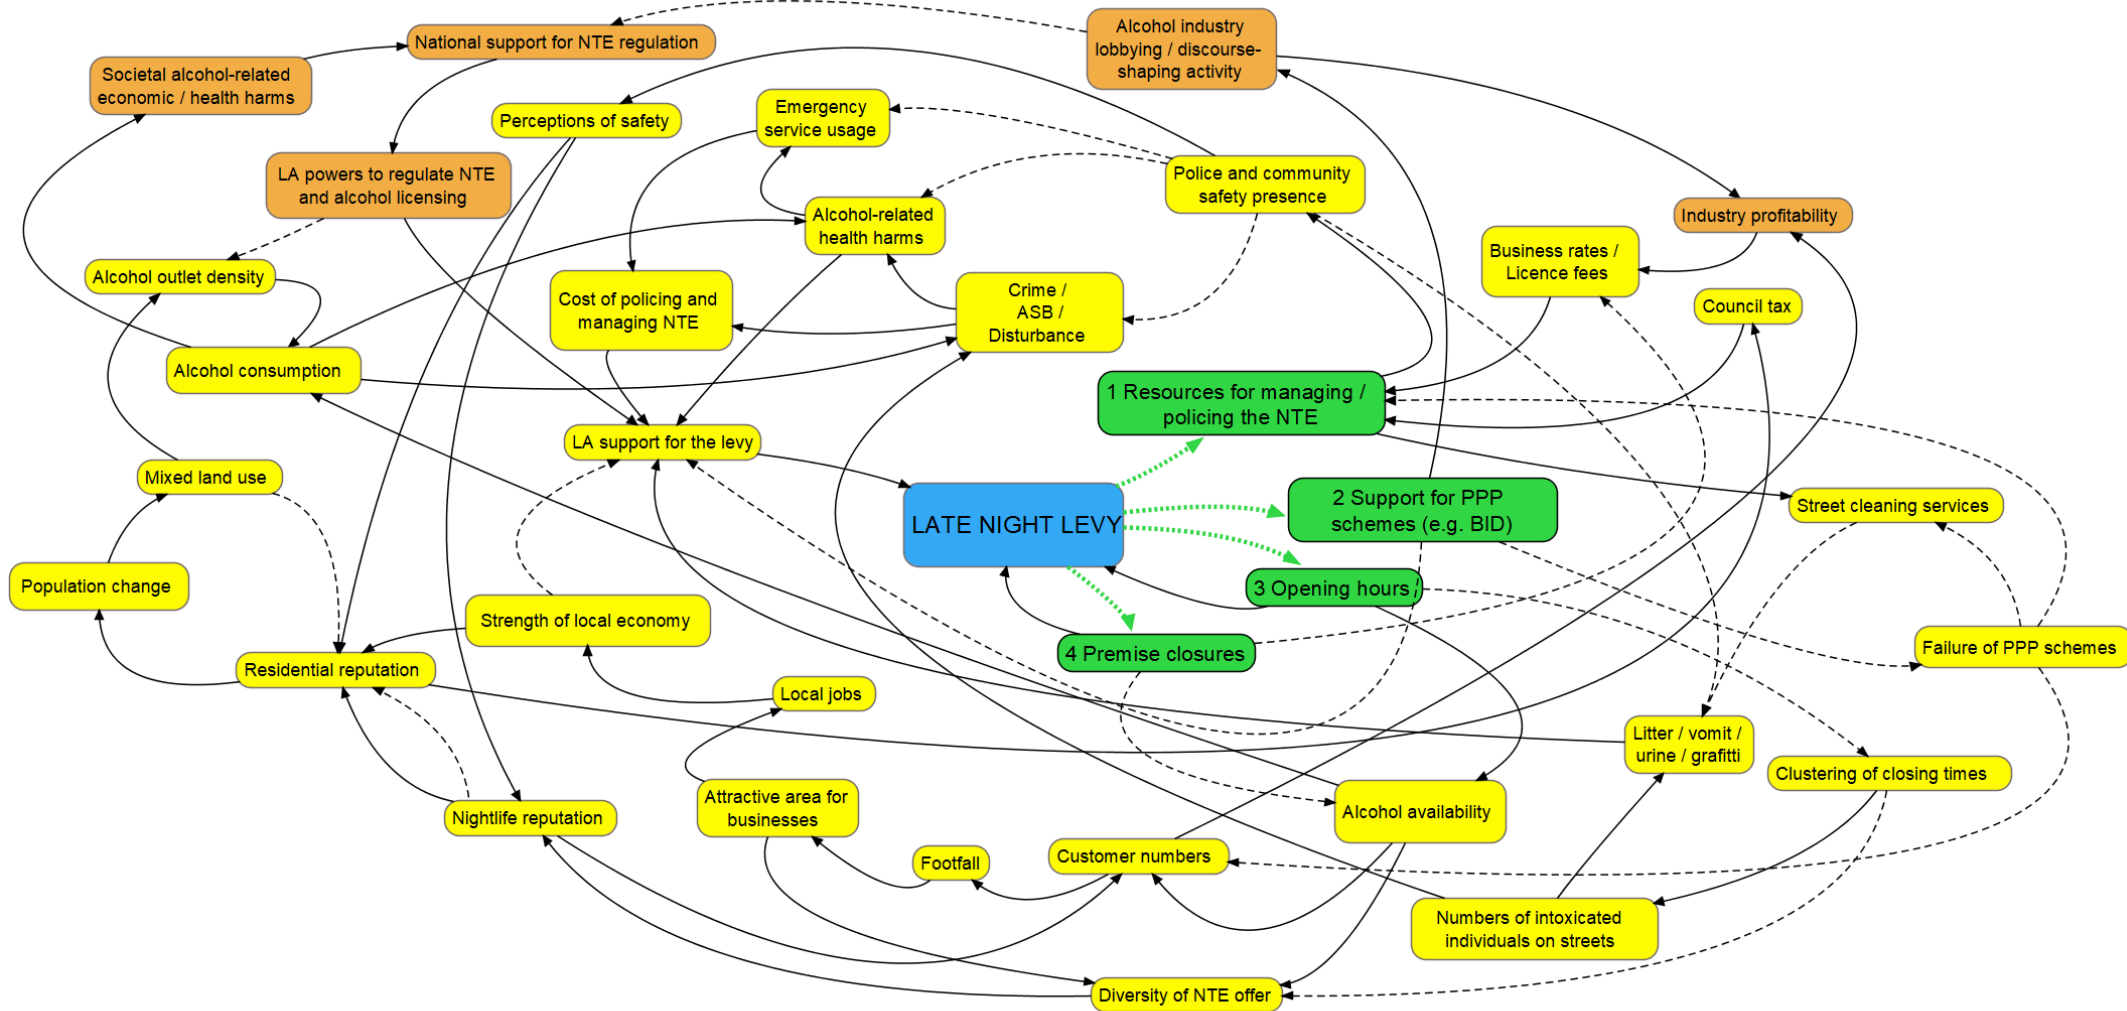 Alcohol industry
lobbying / discourse-
shaping activity
National support for NTE regulation
Societal alcohol-related
economic / health harms
Perceptions of safety
Emergency
service usage
LA powers to regulate NTE
and alcohol licensing
Police and community
safety presence
Alcohol-related
health harms
Industry profitability
Business rates /
Licence fees
Alcohol outlet density
Cost of policing and
managing NTE
Crime /
ASB /
Disturbance
Council tax
Alcohol consumption
1 Resources for managing /
policing the NTE
LA support for the levy
Mixed land use
LATE NIGHT LEVY
2 Support for PPP
schemes (e.g. BID)
Street cleaning services
Population change
3 Opening hours
Strength of local economy
4 Premise closures
Failure of PPP schemes
Residential reputation
Local jobs
Litter / vomit /
urine / grafitti
Clustering of closing times
Nightlife reputation
Attractive area for
businesses
Alcohol availability
Footfall
Customer numbers
Numbers of intoxicated
individuals on streets
Diversity of NTE offer